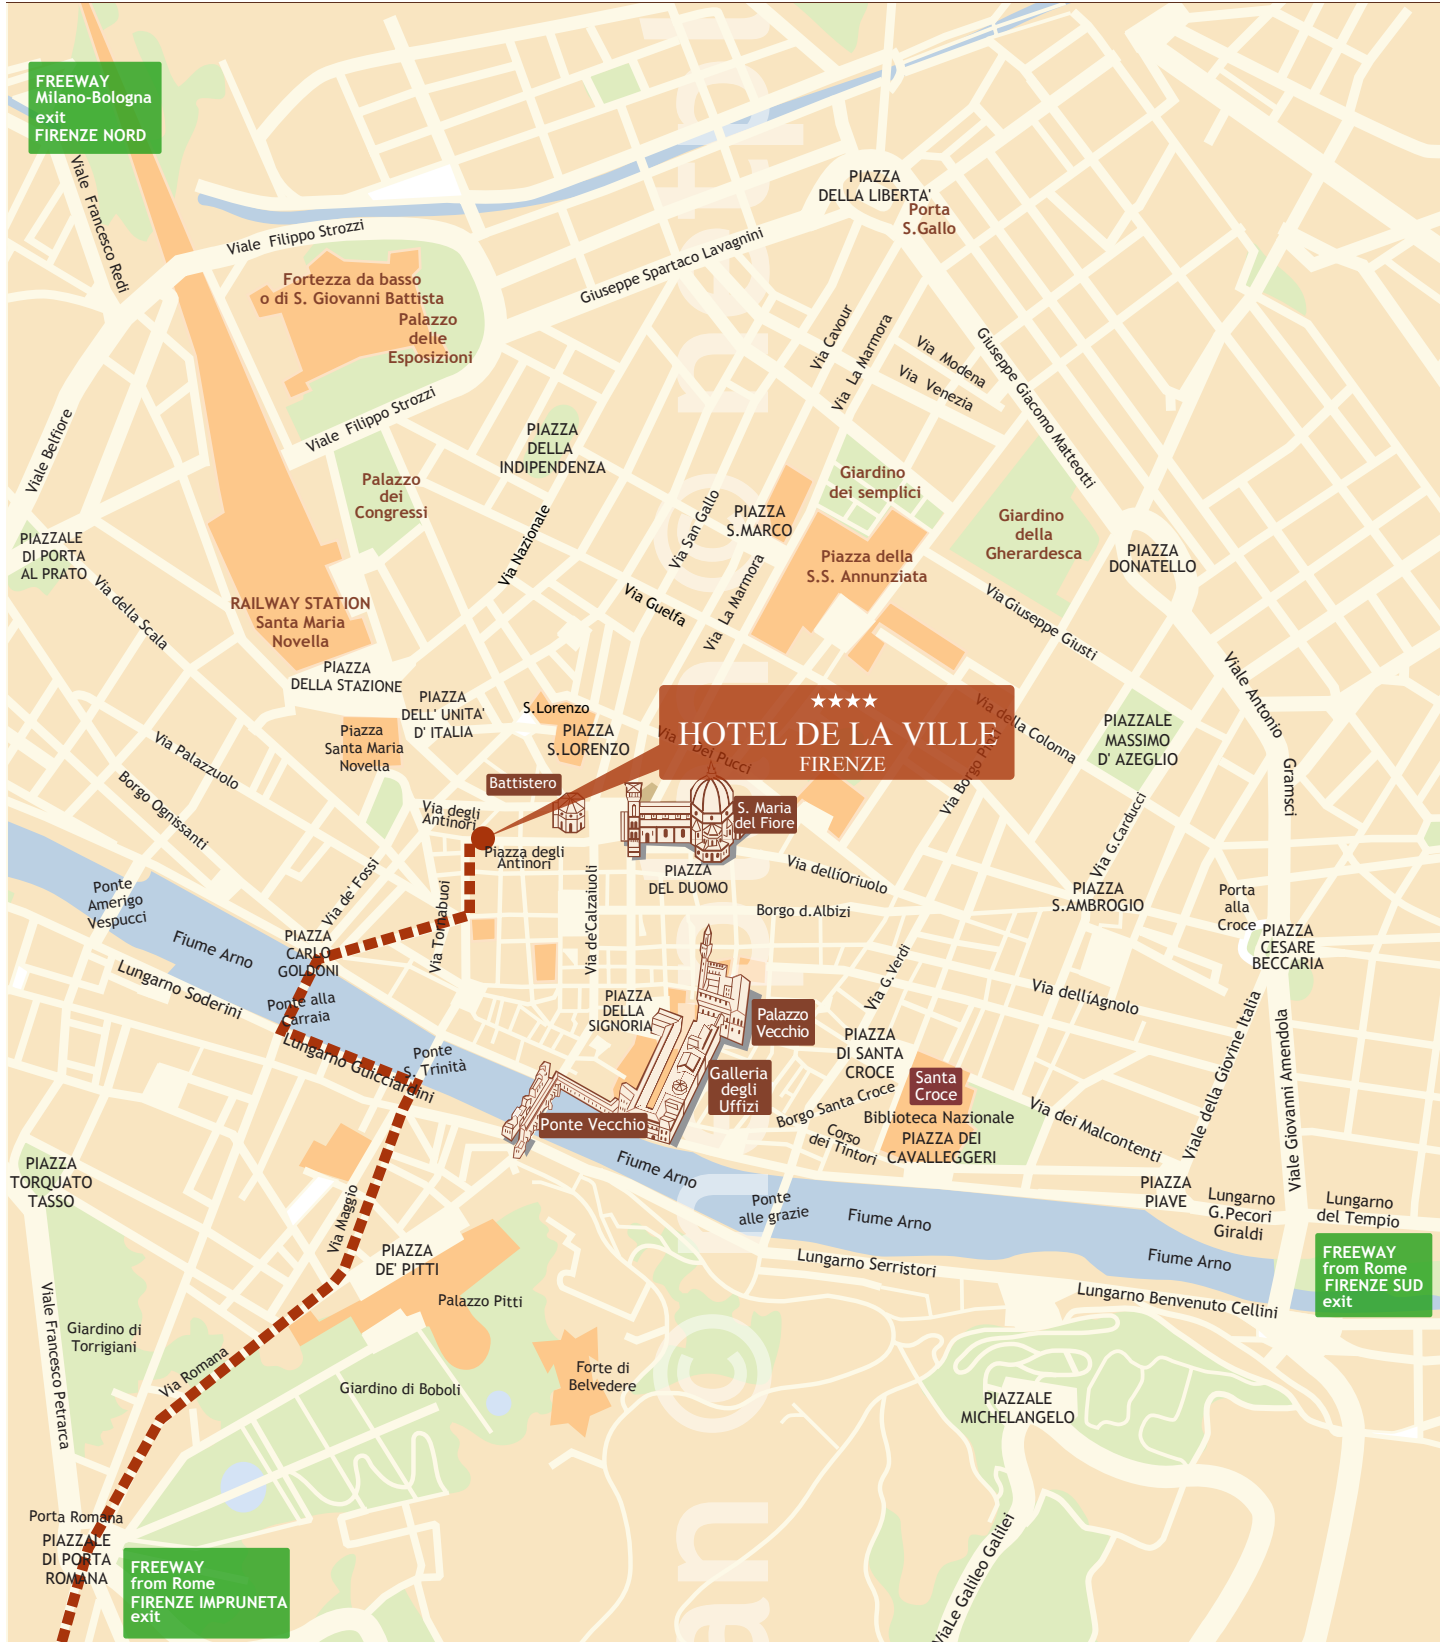 FREEWAY
Milano-Bologna
exit
FIRENZE NORD
Viale Francesco Redi
Viale Filippo Strozzi
PIAZZA
DELLA LIBERTA'
Porta
S.Gallo
Giuseppe Spartaco Lavagnini
Fortezza da basso
o di S. Giovanni Battista
Palazzo
delle
Esposizioni
Via Cavour
Via La Marmora
Via Modena
Via Venezia
Giuseppe Giacomo Matteotti
Viale Filippo Strozzi
Viale Belfiore
PIAZZA
DELLA
INDIPENDENZA
Palazzo
dei
Congressi
Giardino
dei semplici
Via Nazionale
Via San Gallo
PIAZZA
S.MARCO
Giardino
della
Gherardesca
PIAZZALE
DI PORTA
AL PRATO
Piazza della
S.S. Annunziata
PIAZZA
DONATELLO
Via della Scala
RAILWAY STATION
Santa Maria
Novella
Via Guelfa
Via La Marmora
Via Giuseppe Giusti
PIAZZA
DELLA STAZIONE
PIAZZA
DELL' UNITA'
D' ITALIA
S.Lorenzo
PIAZZA
S.LORENZO
Piazza
Santa Maria
Novella
★★★★
HOTEL DE LA VILLE
FIRENZE
Via Dei Pucci
Via della Colonna
Via Borgo Pinti
PIAZZALE
MASSIMO
D' AZEGLIO
Viale Antonio
Gramsci
Via Palazzuolo
Borgo Ognissanti
Battistero
Via degli
Antinori
Piazza degli
Antinori
S. Maria
del Fiore
PIAZZA
DEL DUOMO
Via G.Carducci
Via dellíOriuolo
Borgo d.Albizi
PIAZZA
S.AMBROGIO
Porta
alla
Croce
PIAZZA
CESARE
BECCARIA
Ponte
Amerigo
Vespucci
Via de' Fossi
Via Tornabuoi
Via de'Calzaiuoli
Fiume Arno
PIAZZA
CARLO
GOLDONI
Lungarno Soderini
Ponte alla
Carraia
Lungarno Guicciardini
Ponte
S. Trinità
PIAZZA
DELLA
SIGNORIA
Palazzo
Vecchio
Via G.Verdi
Via dellíAgnolo
PIAZZA
DI SANTA
CROCE
Galleria
degli
Uffizi
Santa
Croce
Ponte Vecchio
Borgo Santa Croce
Biblioteca Nazionale
Corso
dei Tintori
PIAZZA DEI
CAVALLEGGERI
Via dei Malcontenti
Viale della Giovine Italia
Viale Giovanni Amendola
PIAZZA
TORQUATO
TASSO
Fiume Arno
Ponte
alle grazie
Fiume Arno
PIAZZA
PIAVE
Lungarno
G.Pecori
Giraldi
Lungarno
del Tempio
Fiume Arno
Via Maggio
PIAZZA
DE' PITTI
Palazzo Pitti
Lungarno Serristori
Lungarno Benvenuto Cellini
FREEWAY
from Rome
FIRENZE SUD
exit
Viale Francesco Petrarca
Giardino di
Torrigiani
Via Romana
Giardino di Boboli
Forte di
Belvedere
PIAZZALE
MICHELANGELO
Porta Romana
PIAZZALE
DI PORTA
ROMANA
FREEWAY
from Rome
FIRENZE IMPRUNETA
exit
ViaLe Galileo Galilei